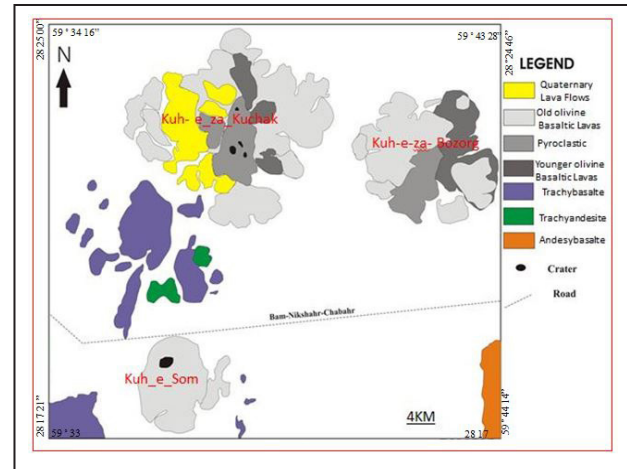 59 ° 34 16"
59 ° 43 28"
28 25 00"
28 ° 24 46"
N
Kuh- e_za_Kuchak
Kuh-e-za- Bozorg
Bam-Nikshahr-Chabahr
Kuh_e_Som
4KM
28 17 21"
59 ° 33
28 17
59 ° 44 14"
LEGEND
Quaternary
Lava Flows
Old olivine
Basaltic Lavas
Pyroclastic
Younger olivine
Basaltic Lavas
Trachybasalte
Trachyandesite
Andesybasalte
Crater
Road